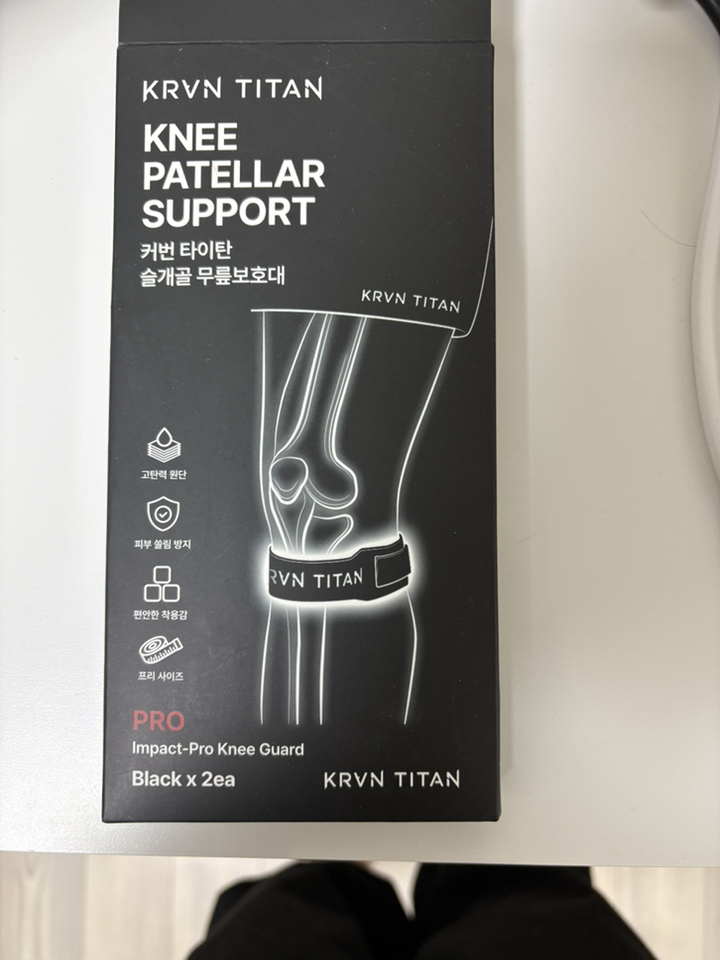 KRVN TITAN
KNEE
PATELLAR
SUPPORT
커번 타이탄
슬개골 무릎보호대
KRVN TITAN
고탄력 원단
피부 쓸림 방지
편안한 착용감
프리 사이즈
RVN TITAN
PRO
Impact-Pro Knee Guard
Black x 2ea
KRVN TITAN